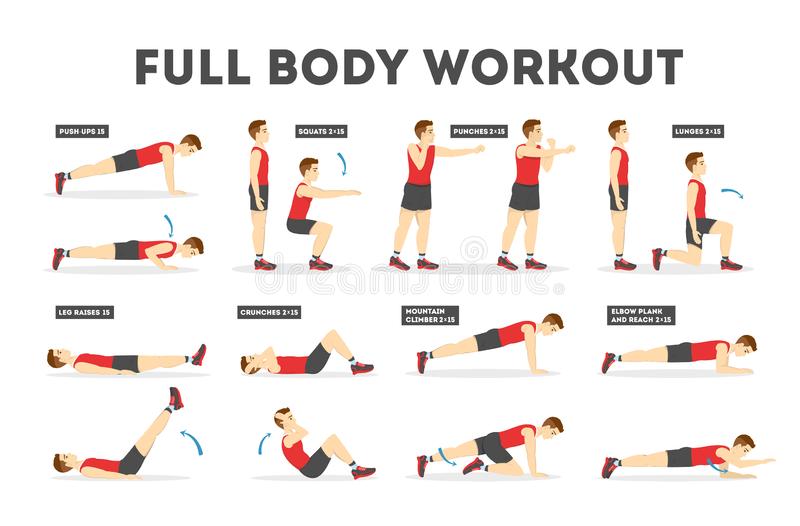 FULL BODY WORKOUT
PUSH-UPS 15
SQUATS 2×15
PUNCHES 2×15
LUNGES 2×15
dreamstime
LEG RAISES 15
CRUNCHES 2×15
MOUNTAIN
CLIMBER 2×15
ELBOW PLANK
AND REACH 2×15